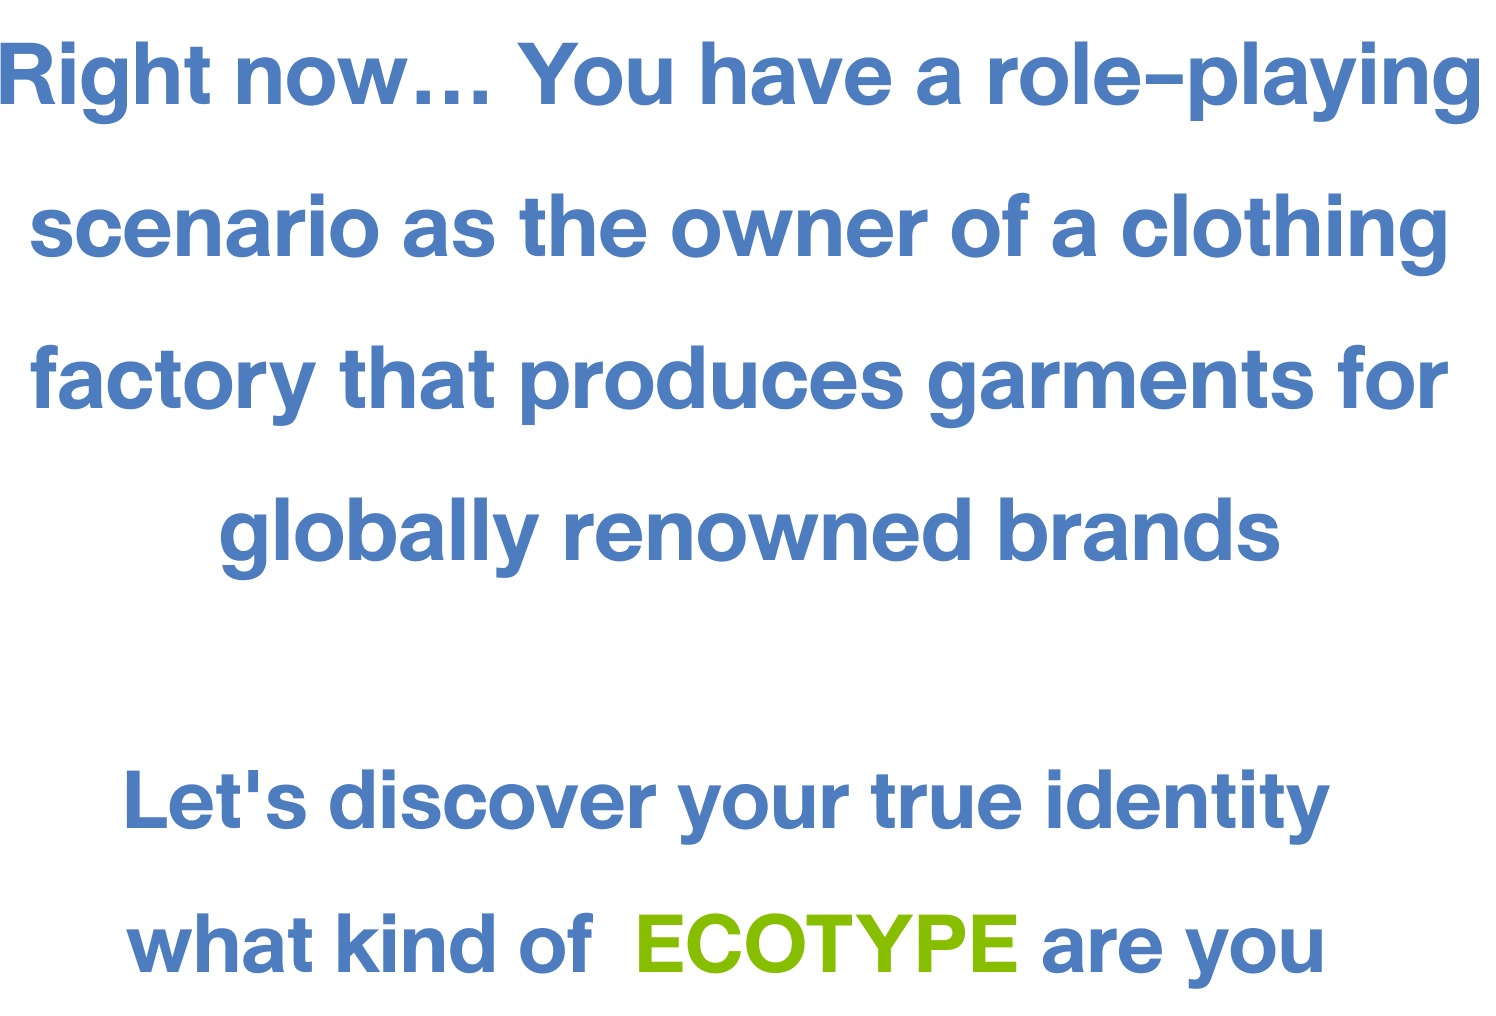 Right now... You have a role-playing
scenario as the owner of a clothing
factory that produces garments for
globally renowned brands
Let's discover your true identity
what kind of ECOTYPE are you